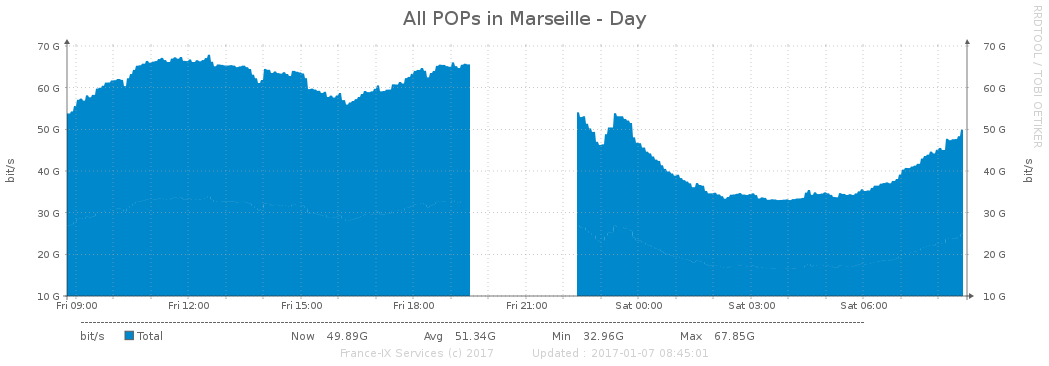 All POPs in Marseille - Day
RRDTOOL / TOBI OETIKER
70 G 70 G
60 G 60 G
50 G 50 G
40 G 40 G
30 G 30 G
20 G 20 G
10 G 10 G
bit/s bit/s
Fri 09:00 Fri 12:00 Fri 15:00 Fri 18:00 Fri 21:00 Sat 00:00 Sat 03:00 Sat 06:00
bit/s Total Now 49.89G Avg 51.34G Min 32.96G Max 67.85G
France-IX Services (c) 2017 Updated : 2017-01-07 08:45:01